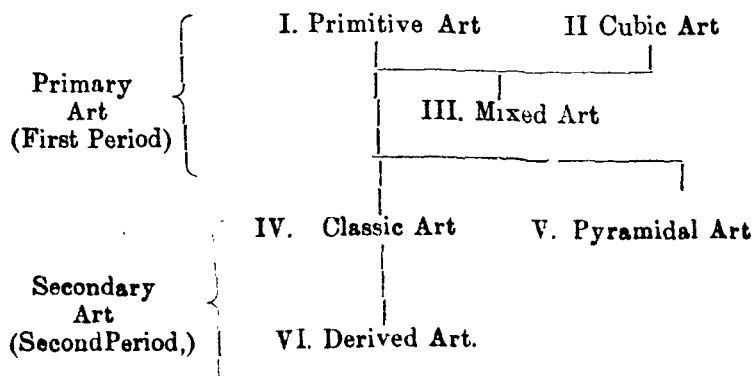 I. Primitive Art
II Cubic Art
Primary
Art
(First Period)
III. Mixed Art
IV. Classic Art
V. Pyramidal Art
Secondary
Art
(SecondPeriod,)
VI. Derived Art.